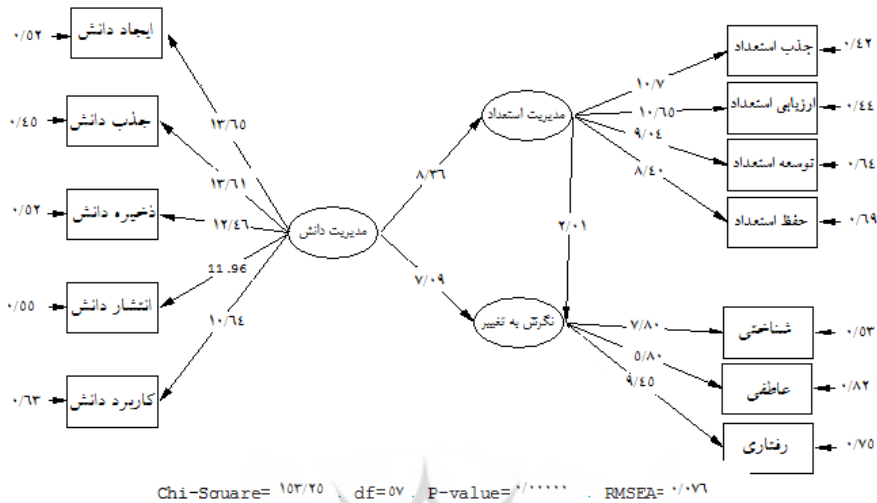 ایجاد دانش
۰/۵۲
جذب دانش
۰/۴۵
ذخیره دانش
۰/۵۲
انتشار دانش
۰/۵۵
کاربرد دانش
۰/۶۳
۱۳/۶۵
۱۳/۶۱
۱۲/۴۶
11.96
۱۰/۶۴
مدیریت دانش
۸/۳۶
۷/۰۹
مدیریت استعداد
۲/۰۱
نگرش به تغییر
۱۰/۷
۱۰/۶۵
۹/۰۴
۸/۴۰
جذب استعداد
۰/۴۲
ارزیابی استعداد
۰/۴۴
توسعه استعداد
۰/۶۴
حفظ استعداد
۰/۶۹
۷/۸۰
۵/۸۰
۹/۴۵
شناختی
۰/۵۳
عاطفی
۰/۸۲
رفتاری
۰/۷۵
Chi-Square= ۱۵۳/۲۵ , df=۵۷ , P-value= ۰/۰۰۰۰۰ , RMSEA= ۰/۰۷۶